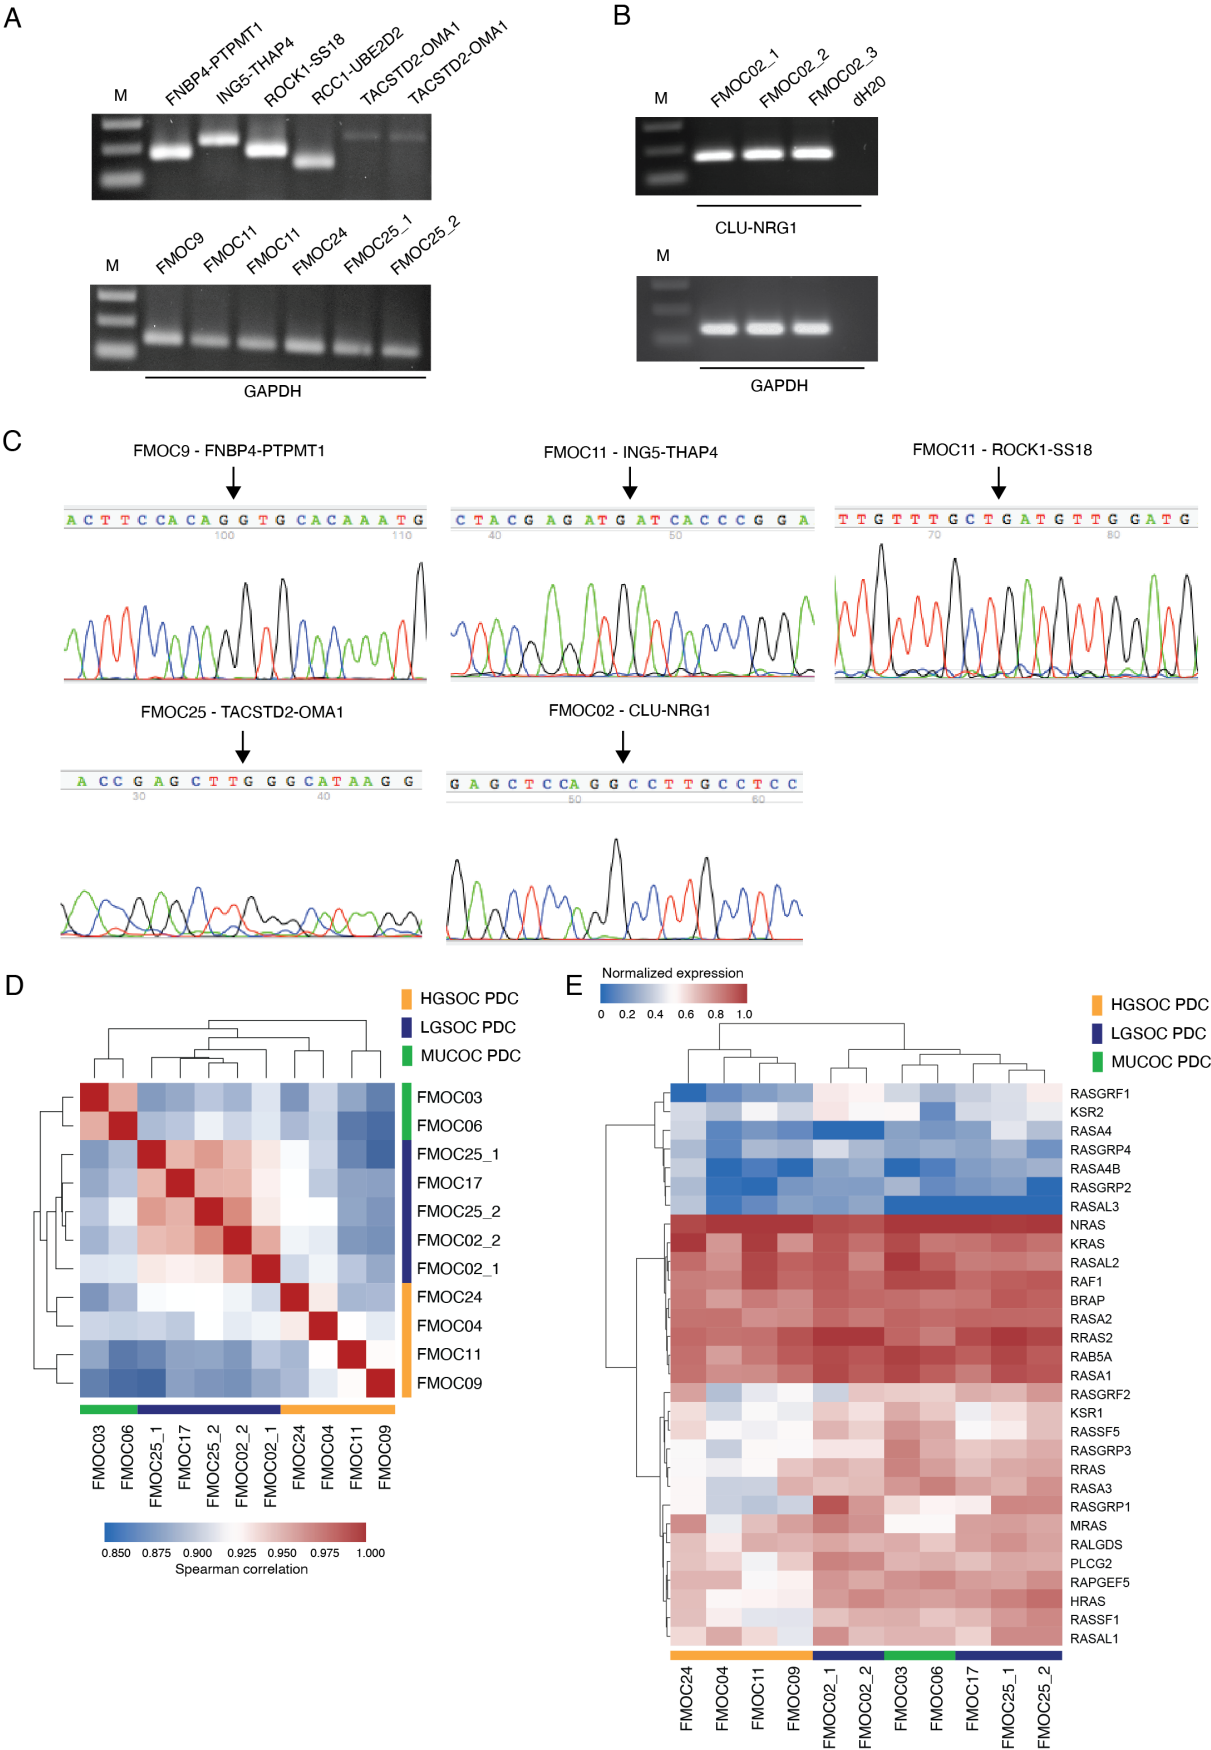 A
FNBP4-PTPMT1
ING5-THAP4
ROCK1-SS18
RCC1-UBE2D2
TACSTD2-OMA1
TACSTD2-OMA1
M
FMOC9
FMOC11
FMOC11
FMOC24
FMOC25_1
FMOC25_2
M
GAPDH
B
FMOC02_1
FMOC02_2
FMOC02_3
dH20
M
CLU-NRG1
M
GAPDH
C
FMOC9 - FNBP4-PTPMT1
A C T T C C A C A G G T G C A C A A A T G
100 110
FMOC11 - ING5-THAP4
C T A C G A G A T G A T C A C C C G G A
40 50
FMOC11 - ROCK1-SS18
T T G T T T G C T G A T G T T G G A T G
70 80
FMOC25 - TACSTD2-OMA1
A C C G A G C T T G G G C A T A A G G
30 40
FMOC02 - CLU-NRG1
G A G C T C C A G G C C T T G C C T C C
50 60
D
HGSOC PDC
LGSOC PDC
MUCOC PDC
FMOC03
FMOC06
FMOC25_1
FMOC17
FMOC25_2
FMOC02_2
FMOC02_1
FMOC24
FMOC04
FMOC11
FMOC09
FMOC03
FMOC06
FMOC25_1
FMOC17
FMOC25_2
FMOC02_2
FMOC02_1
FMOC24
FMOC04
FMOC11
FMOC09
0.850 0.875 0.900 0.925 0.950 0.975 1.000
Spearman correlation
E
Normalized expression
0 0.2 0.4 0.6 0.8 1.0
HGSOC PDC
LGSOC PDC
MUCOC PDC
RASGRF1
KSR2
RASA4
RASGRP4
RASA4B
RASGRP2
RASAL3
NRAS
KRAS
RASAL2
RAF1
BRAP
RASA2
RRAS2
RAB5A
RASA1
RASGRF2
KSR1
RASSF5
RASGRP3
RRAS
RASA3
RASGRP1
MRAS
RALGDS
PLCG2
RAPGEF5
HRAS
RASSF1
RASAL1
FMOC24
FMOC04
FMOC11
FMOC09
FMOC02_1
FMOC02_2
FMOC03
FMOC06
FMOC17
FMOC25_1
FMOC25_2